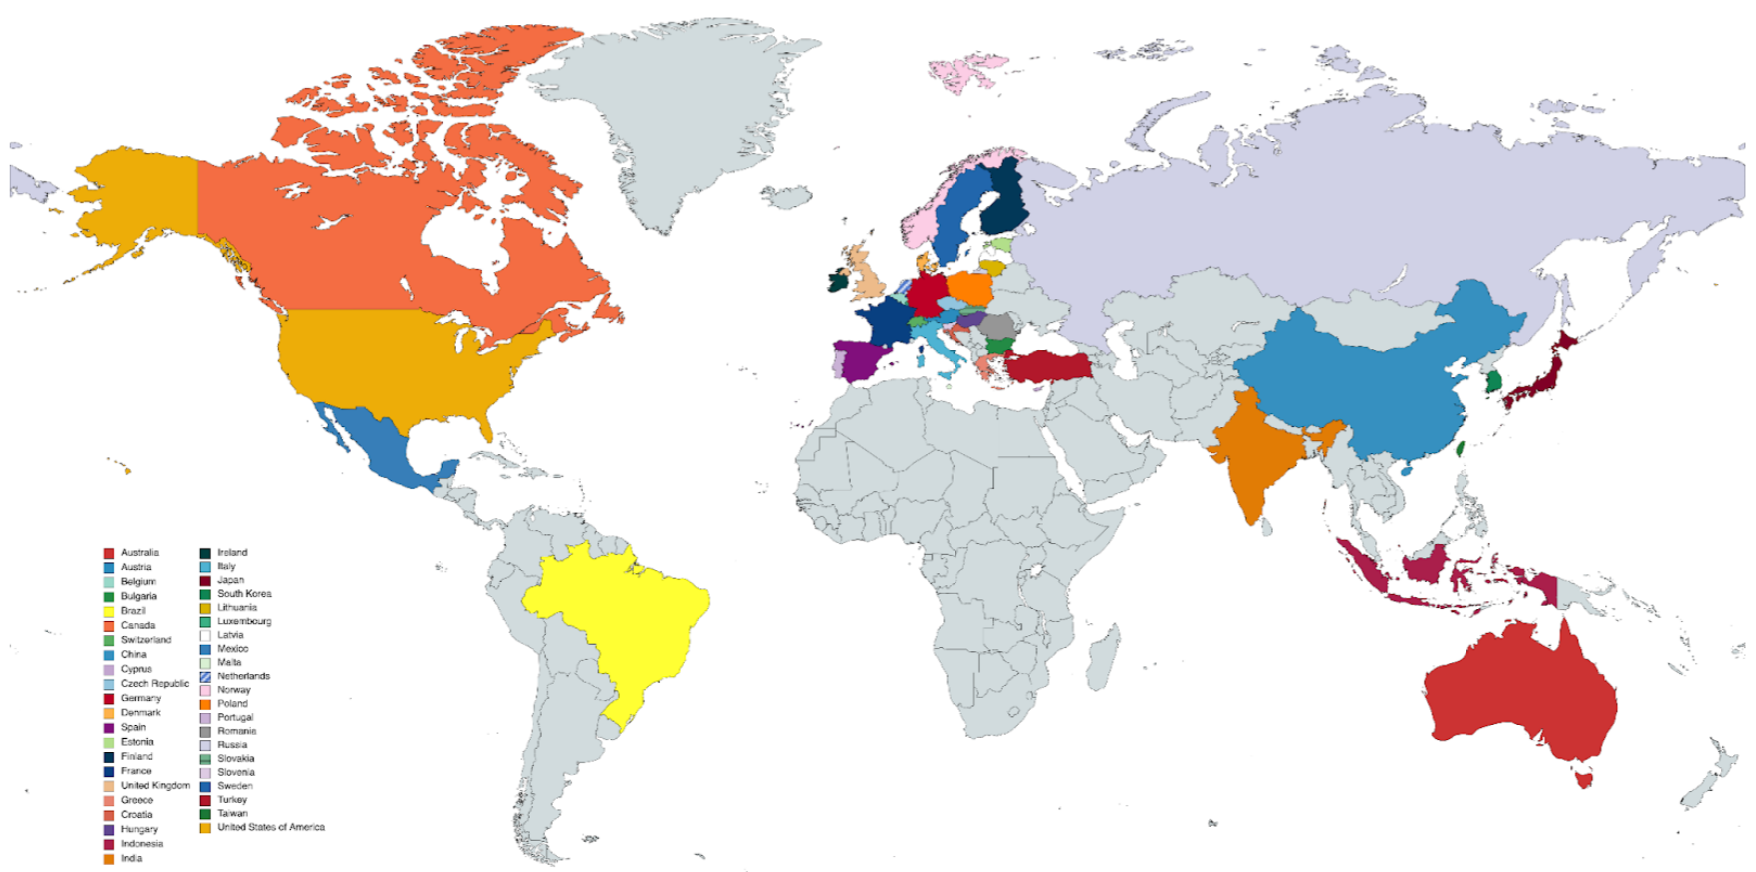 Australia
Austria
Belgium
Bulgaria
Brazil
Canada
Switzerland
China
Cyprus
Czech Republic
Germany
Denmark
Spain
Estonia
Finland
France
United Kingdom
Greece
Croatia
Hungary
Indonesia
India
Ireland
Italy
Japan
South Korea
Lithuania
Luxembourg
Latvia
Mexico
Malta
Netherlands
Norway
Poland
Portugal
Romania
Russia
Slovakia
Slovenia
Sweden
Turkey
Taiwan
United States of America